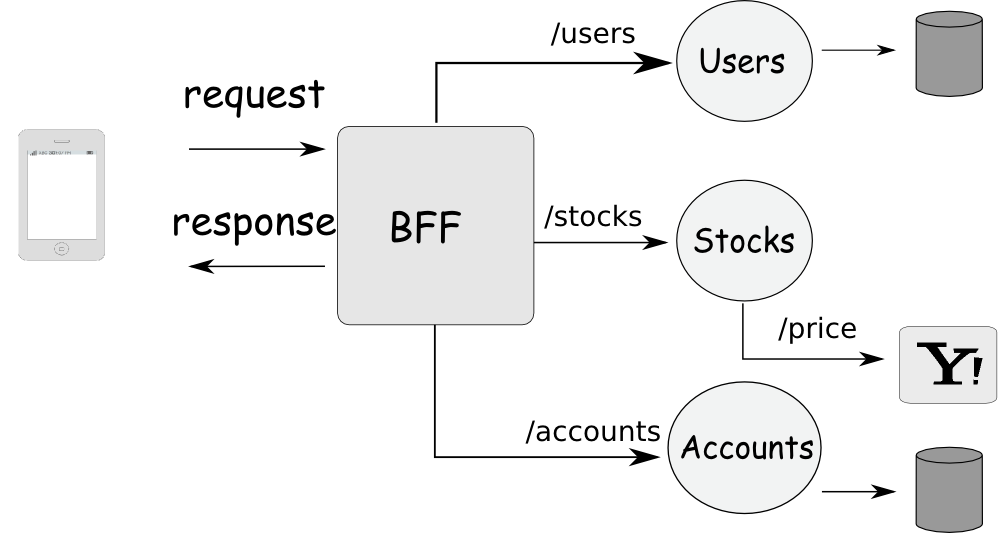 /users
Users
request
response
BFF
/stocks
Stocks
/price
Y!
/accounts
Accounts